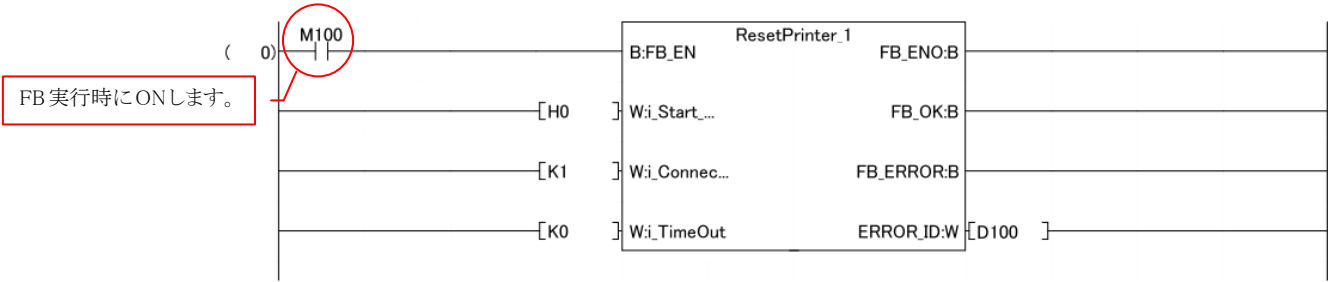 M100
ResetPrinter_1
( 0)
B:FB_EN
FB_ENO:B
FB実行時にONします。
[H0 ]
W:i_Start_...
FB_OK:B
[K1 ]
W:i_Connec...
FB_ERROR:B
[K0 ]
W:i_TimeOut
ERROR_ID:W
[D100 ]